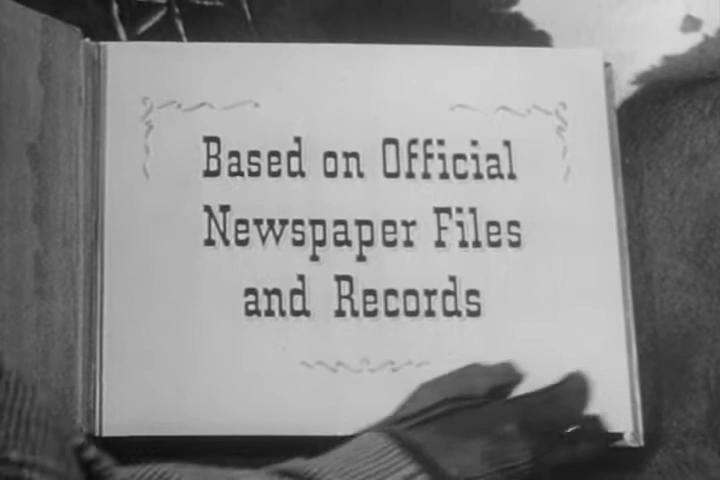 Based on Official
Newspaper Files
and Records